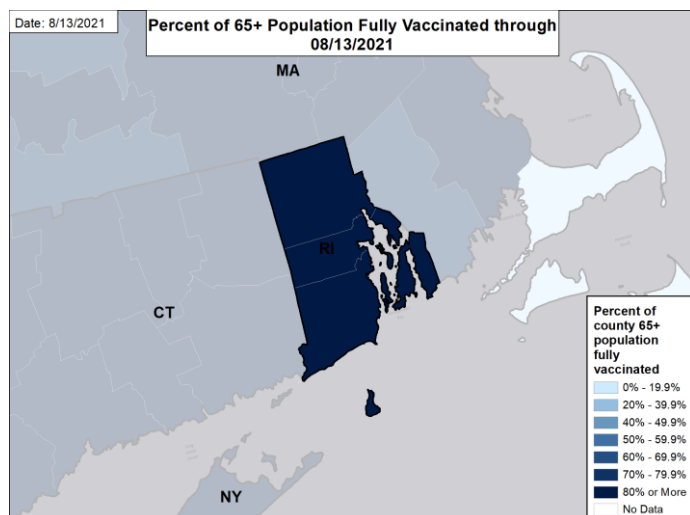 Date: 8/13/2021
Percent of 65+ Population Fully Vaccinated through
08/13/2021
MA
RI
CT
NY
Percent of
county 65+
population
fully
vaccinated
0% - 19.9%
20% - 39.9%
40% - 49.9%
50% - 59.9%
60% - 69.9%
70% - 79.9%
80% or More
No Data